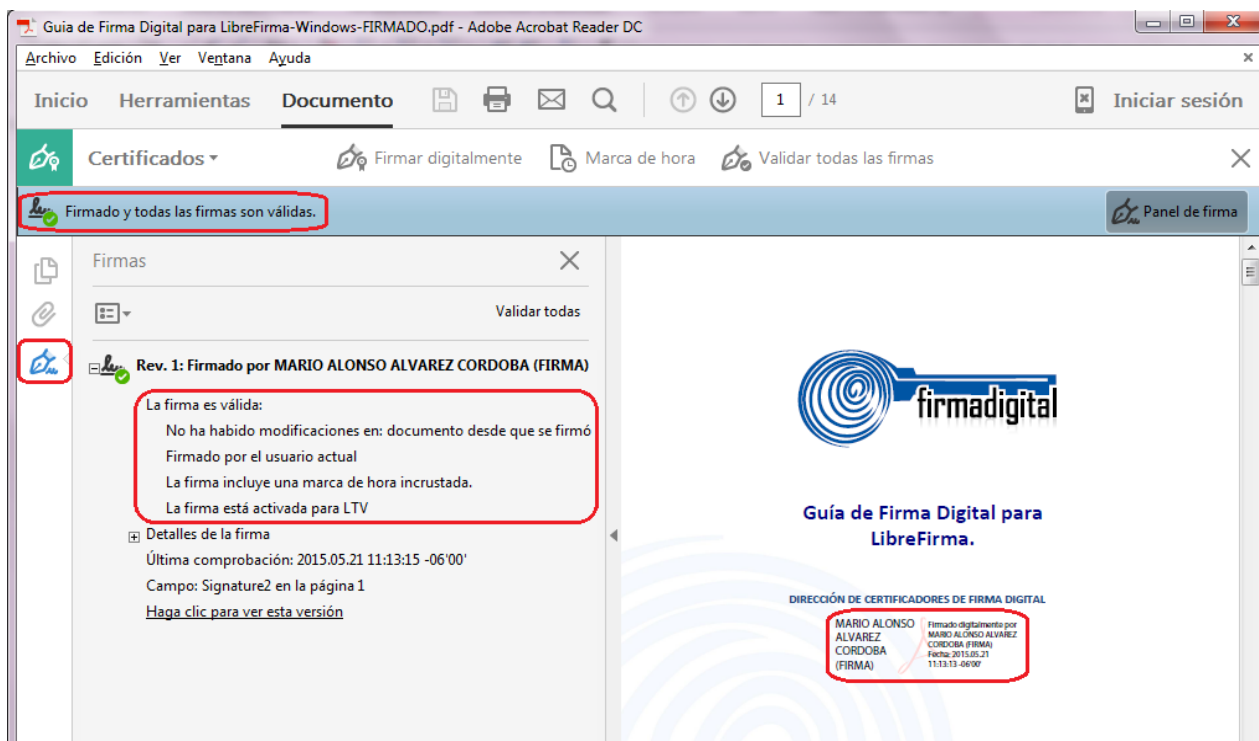 Guia de Firma Digital para LibreFirma-Windows-FIRMADO.pdf - Adobe Acrobat Reader DC
Archivo Edición Ver Ventana Ayuda
Inicio Herramientas Documento 1 / 14 Iniciar sesión
Certificados Firmar digitalmente Marca de hora Validar todas las firmas
Firmado y todas las firmas son válidas. Panel de firma
Firmas
Validar todas
Rev. 1: Firmado por MARIO ALONSO ALVAREZ CORDOBA (FIRMA)
La firma es válida:
No ha habido modificaciones en: documento desde que se firmó
Firmado por el usuario actual
La firma incluye una marca de hora incrustada.
La firma está activada para LTV
Detalles de la firma
Última comprobación: 2015.05.21 11:13:15 -06'00'
Campo: Signature2 en la página 1
Haga clic para ver esta versión
firmadigital
Guía de Firma Digital para
LibreFirma.
DIRECCIÓN DE CERTIFICADORES DE FIRMA DIGITAL
MARIO ALONSO
ALVAREZ
CORDOBA
(FIRMA)
Firmado digitalmente por
MARIO ALONSO ALVAREZ
CORDOBA (FIRMA)
Fecha: 2015.05.21
11:13:13 -06'00'